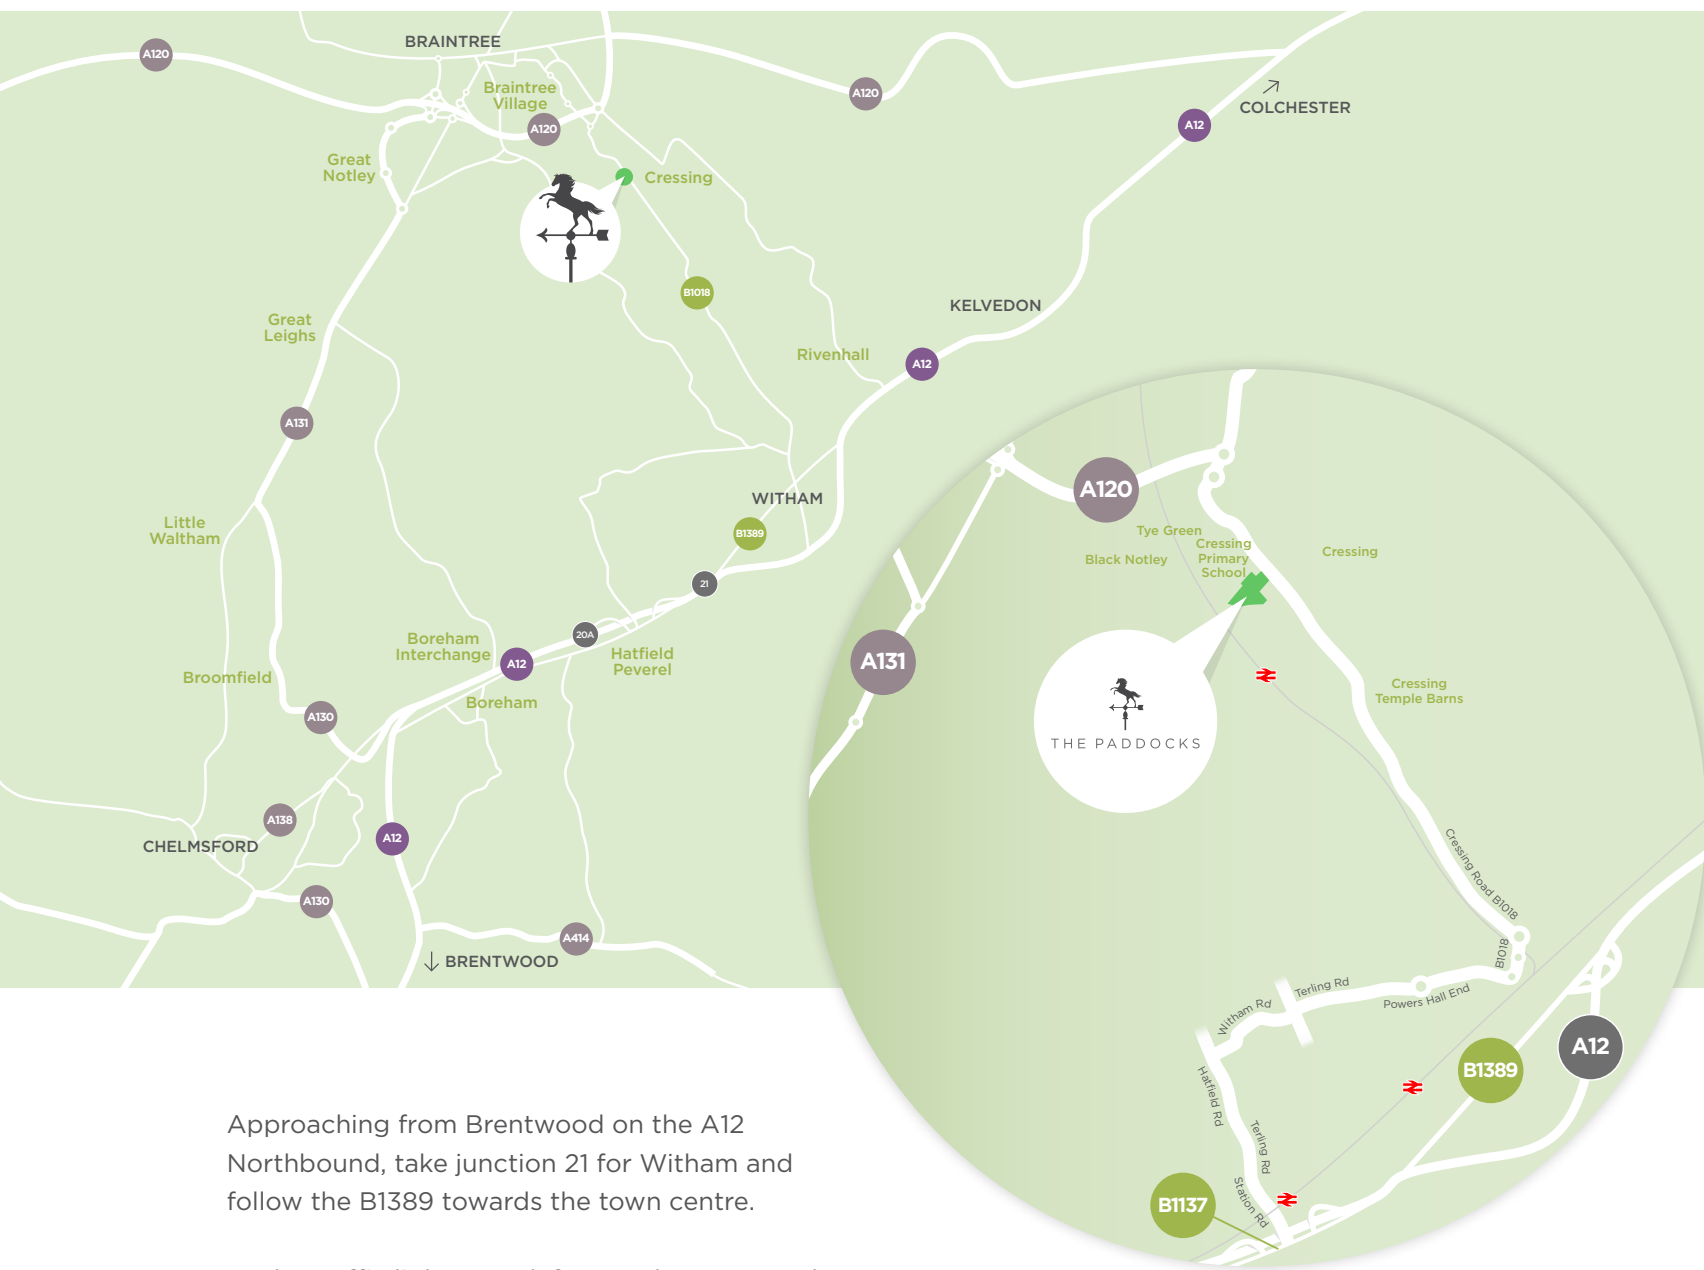 BRAINTREE
A120
Braintree
Village
A120
A120
COLCHESTER
A12
Great
Notley
Cressing
B1018
KELVEDON
Great
Leighs
Rivenhall
A12
A131
WITHAM
Little
Waltham
B1389
21
Boreham
Interchange
20A
A12
Hatfield
Peverel
Broomfield
Boreham
A130
A138
CHELMSFORD
A12
A130
A414
BRENTWOOD
A120
Tye Green
Black Notley
Cressing
Primary
School
Cressing
A131
Cressing
Temple Barns
THE PADDOCKS
Cressing Road B1018
B1018
Terling Rd
Powers Hall End
Witham Rd
A12
B1389
Hatfield Rd
Terling Rd
Station Rd
B1137
Approaching from Brentwood on the A12
Northbound, take junction 21 for Witham and
follow the B1389 towards the town centre.